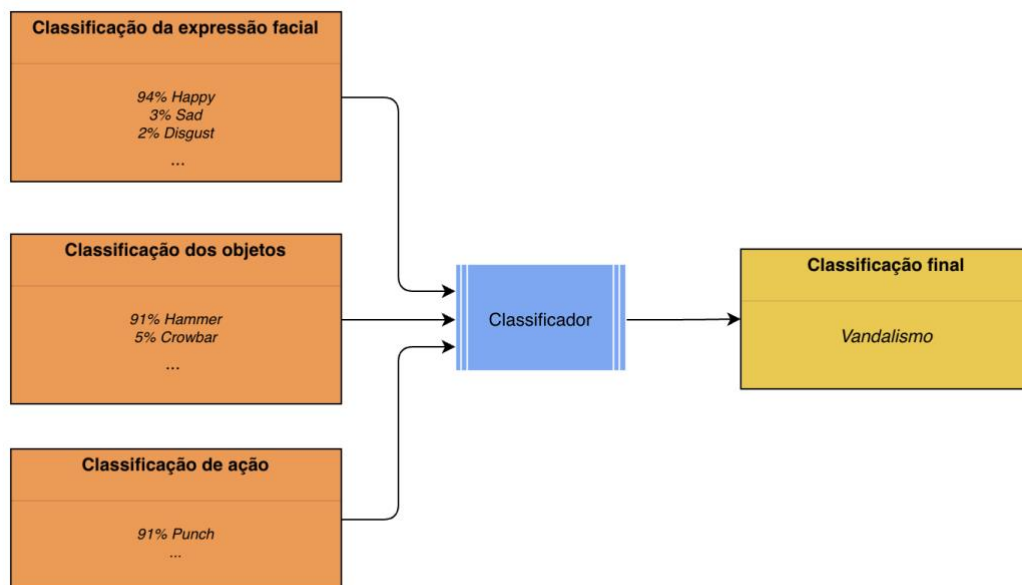 Classificação da expressão facial
94% Happy
3% Sad
2% Disgust
...
Classificação dos objetos
91% Hammer
5% Crowbar
...
Classificação de ação
91% Punch
...
Classificador
Classificação final
Vandalismo